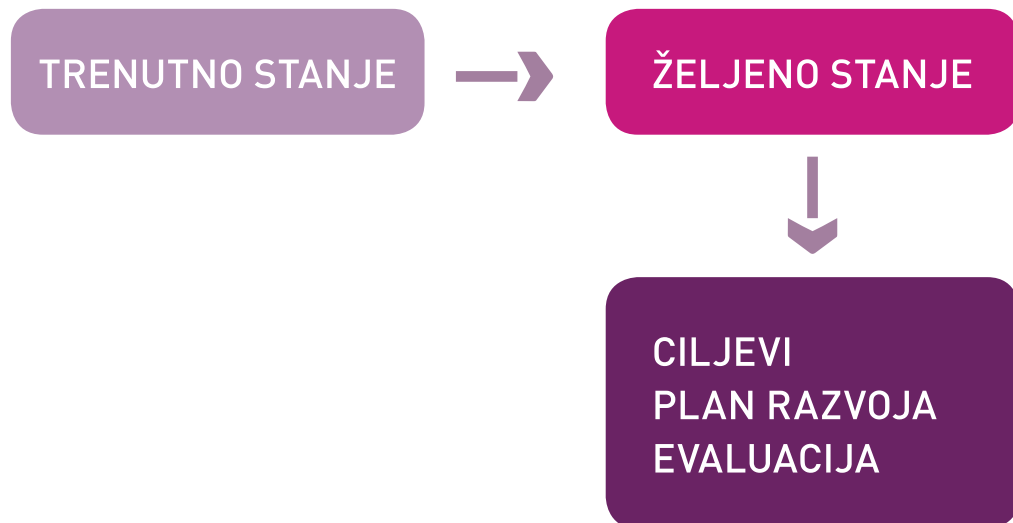 TRENUTNO STANJE
ŽELJENO STANJE
CILJEVI
PLAN RAZVOJA
EVALUACIJA